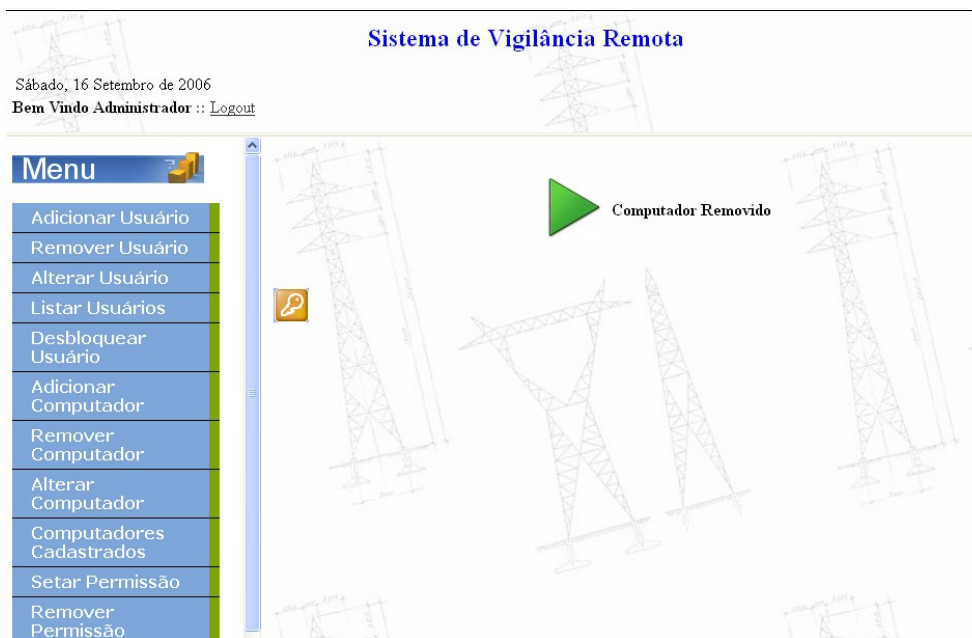 Sistema de Vigilância Remota
Sábado, 16 Setembro de 2006
Bem Vindo Administrador :: Logout
Menu
Adicionar Usuário
Remover Usuário
Alterar Usuário
Listar Usuários
Desbloquear
Usuário
Adicionar
Computador
Remover
Computador
Alterar
Computador
Computadores
Cadastrados
Setar Permissão
Remover
Permissão
Computador Removido